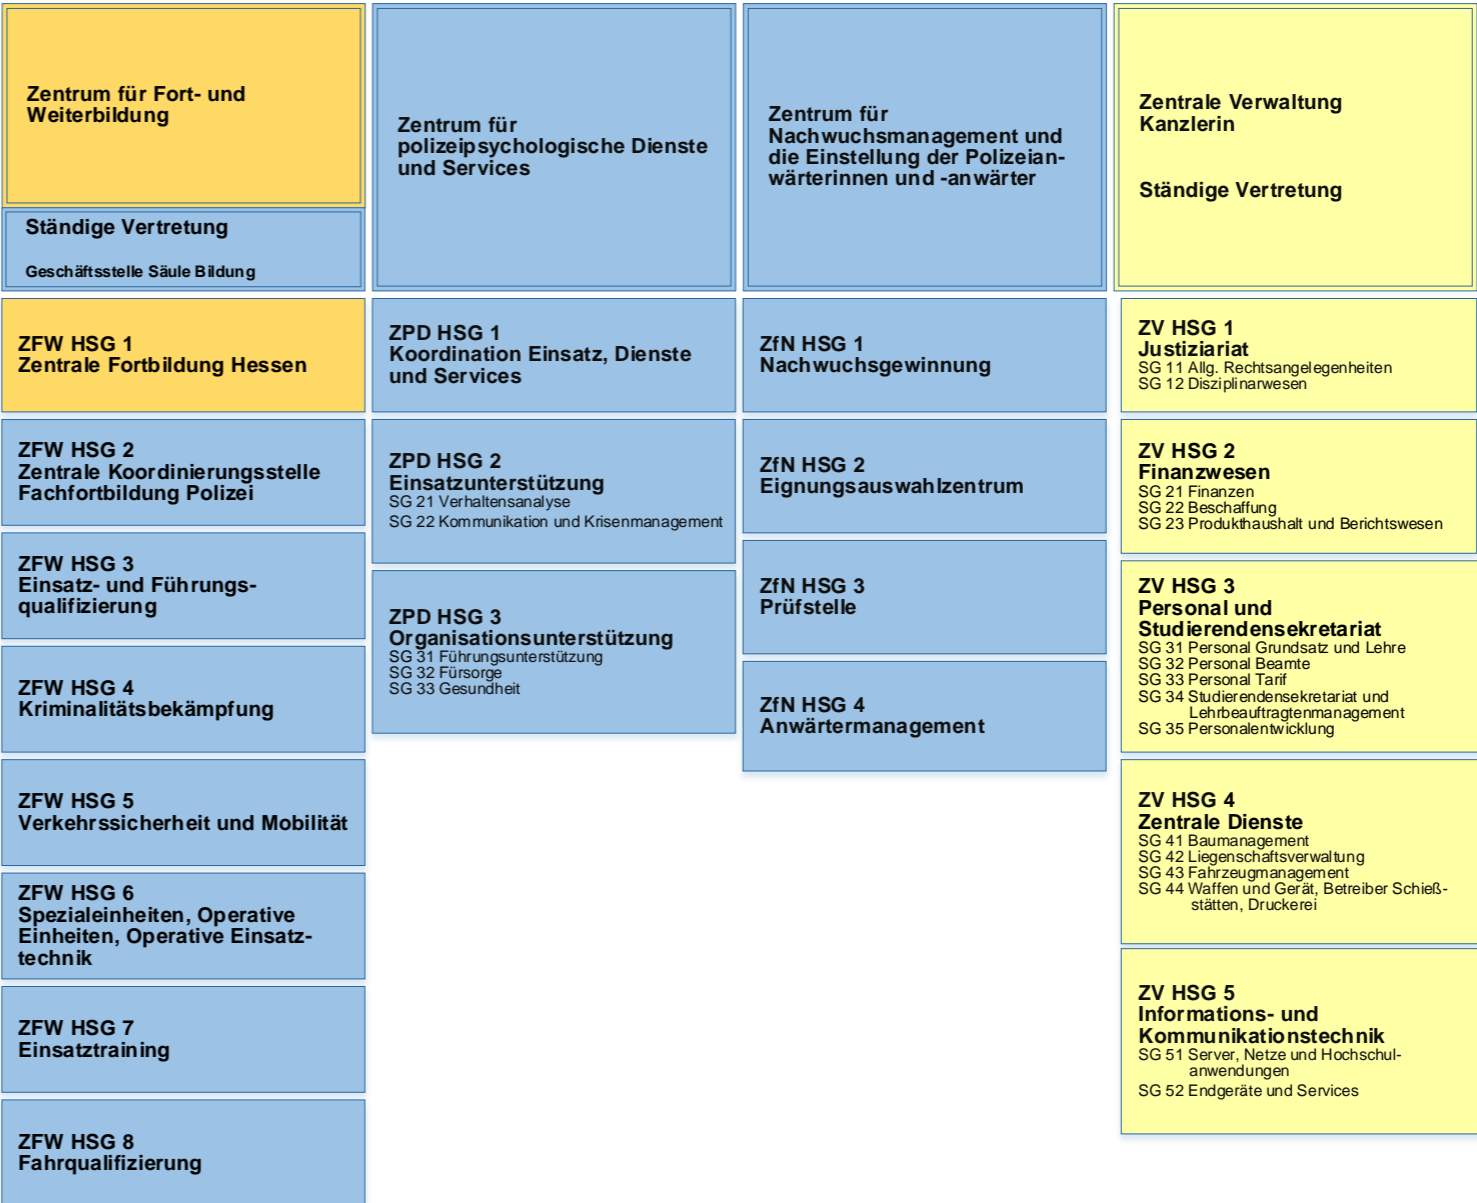 Zentrum für Fort- und
Weiterbildung
Ständige Vertretung
Geschäftsstelle Säule Bildung
ZFW HSG 1
Zentrale Fortbildung Hessen
ZFW HSG 2
Zentrale Koordinierungsstelle
Fachfortbildung Polizei
ZFW HSG 3
Einsatz- und Führungs-
qualifizierung
ZFW HSG 4
Kriminalitätsbekämpfung
ZFW HSG 5
Verkehrssicherheit und Mobilität
ZFW HSG 6
Spezialeinheiten, Operative
Einheiten, Operative Einsatz-
technik
ZFW HSG 7
Einsatztraining
ZFW HSG 8
Fahrqualifizierung
Zentrum für
polizeipsychologische Dienste
und Services
ZPD HSG 1
Koordination Einsatz, Dienste
und Services
ZPD HSG 2
Einsatzunterstützung
SG 21 Verhaltensanalyse
SG 22 Kommunikation und Krisenmanagement
ZPD HSG 3
Organisationsunterstützung
SG 31 Führungsunterstützung
SG 32 Fürsorge
SG 33 Gesundheit
Zentrum für
Nachwuchsmanagement und
die Einstellung der Polizeian-
wärterinnen und -anwärter
ZfN HSG 1
Nachwuchsgewinnung
ZfN HSG 2
Eignungsauswahlzentrum
ZfN HSG 3
Prüfstelle
ZfN HSG 4
Anwärtermanagement
Zentrale Verwaltung
Kanzlerin
Ständige Vertretung
ZV HSG 1
Justiziariat
SG 11 Allg. Rechtsangelegenheiten
SG 12 Disziplinarwesen
ZV HSG 2
Finanzwesen
SG 21 Finanzen
SG 22 Beschaffung
SG 23 Produkthaushalt und Berichtswesen
ZV HSG 3
Personal und
Studierendensekretariat
SG 31 Personal Grundsatz und Lehre
SG 32 Personal Beamte
SG 33 Personal Tarif
SG 34 Studierendensekretariat und
Lehrbeauftragtenmanagement
SG 35 Personalentwicklung
ZV HSG 4
Zentrale Dienste
SG 41 Baumanagement
SG 42 Liegenschaftsverwaltung
SG 43 Fahrzeugmanagement
SG 44 Waffen und Gerät, Betreiber Schieß-
stätten, Druckerei
ZV HSG 5
Informations- und
Kommunikationstechnik
SG 51 Server, Netze und Hochschul-
anwendungen
SG 52 Endgeräte und Services